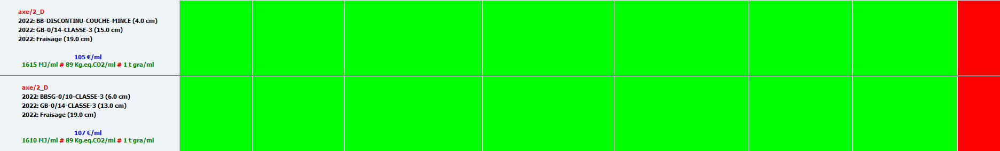 axe/2_D
2022: BB-DISCONTINU-COUCHE-MINCE (4.0 cm)
2022: GB-0/14-CLASSE-3 (15.0 cm)
2022: Fraisage (19.0 cm)
105 €/ml
1615 MJ/ml # 89 Kg.eq.CO2/ml # 1 t gra/ml
axe/2_D
2022: BBSG-0/10-CLASSE-3 (6.0 cm)
2022: GB-0/14-CLASSE-3 (13.0 cm)
2022: Fraisage (19.0 cm)
107 €/ml
1610 MJ/ml # 89 Kg.eq.CO2/ml # 1 t gra/ml